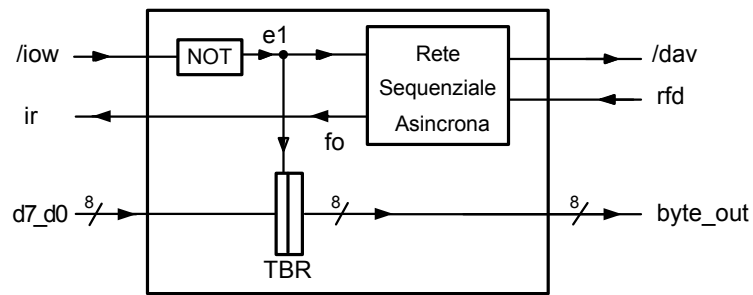 /iow
NOT
e1
Rete
Sequenziale
Asincrona
/dav
rfd
ir
fo
d7_d0
8
8
8
byte_out
TBR